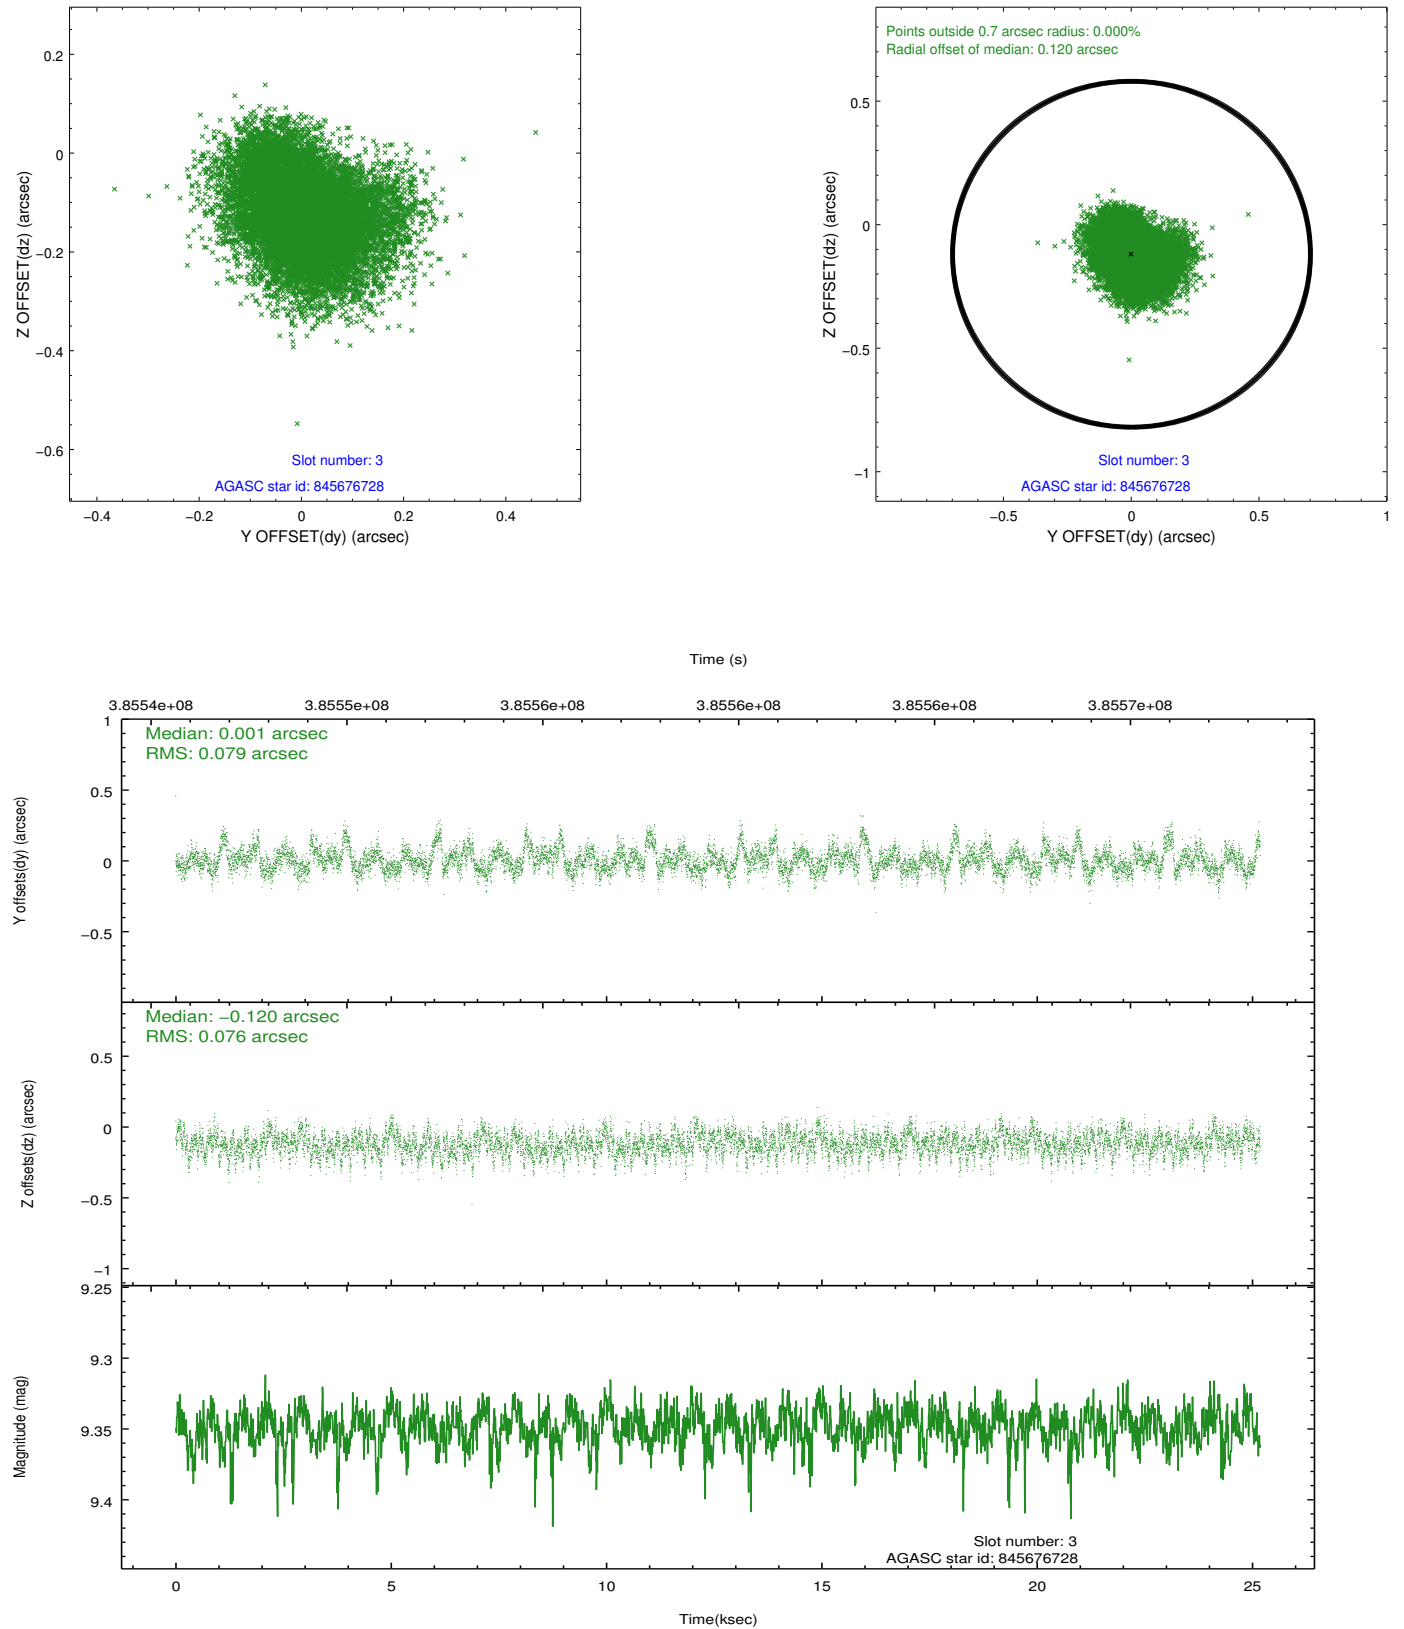 0.2
0
−0.2
−0.4
−0.6
−0.4
−0.2
0
0.2
0.4
Z OFFSET(dz) (arcsec)
Y OFFSET(dy) (arcsec)
Slot number: 3
AGASC star id: 845676728
Points outside 0.7 arcsec radius: 0.000%
Radial offset of median: 0.120 arcsec
0.5
0
−0.5
−1
−0.5
0
0.5
1
Z OFFSET(dz) (arcsec)
Y OFFSET(dy) (arcsec)
Slot number: 3
AGASC star id: 845676728
Time (s)
3.8554e+08
3.8555e+08
3.8556e+08
3.8556e+08
3.8556e+08
3.8557e+08
1
0.5
0
−0.5
Y offsets(dy) (arcsec)
Median: 0.001 arcsec
RMS: 0.079 arcsec
0.5
0
−0.5
−1
Z offsets(dz) (arcsec)
Median: −0.120 arcsec
RMS: 0.076 arcsec
9.25
9.3
9.35
9.4
Magnitude (mag)
Slot number: 3
AGASC star id: 845676728
0
5
10
15
20
25
Time(ksec)